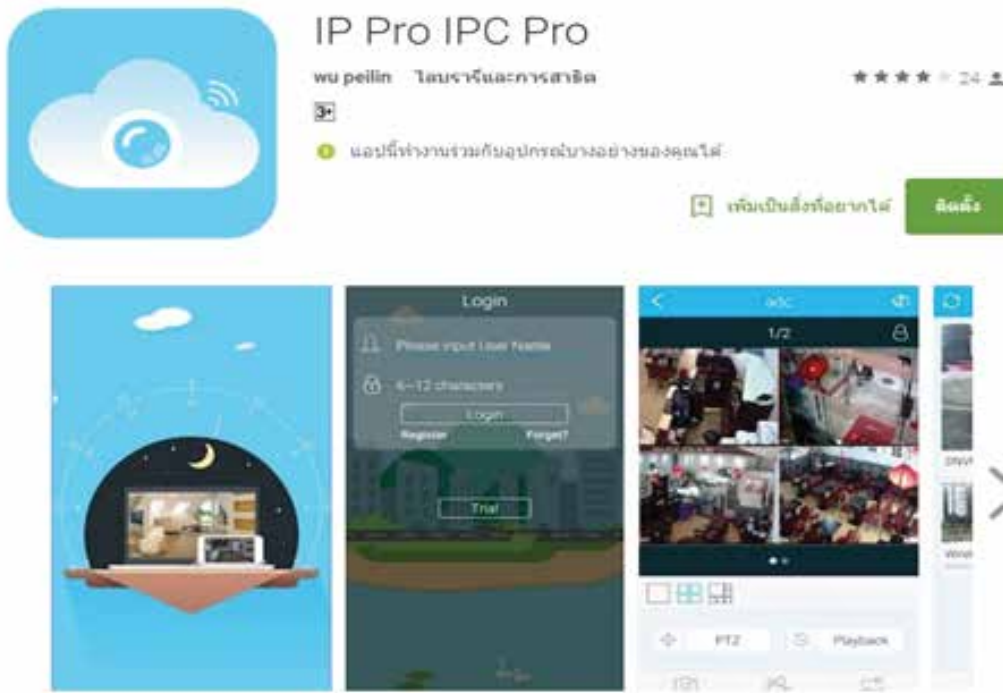 IP Pro IPC Pro
wu peilin ไลบรารีและการสาธิต
24
3+
แอปนี้ทำงานร่วมกับอุปกรณ์บางอย่างของคุณได้
เพิ่มเป็นสิ่งที่อยากได้
ติดตั้ง
Login
Please input User Name
6~12 characters
Login
Register Forget?
Trial
adc
1/2
PTZ
Playback